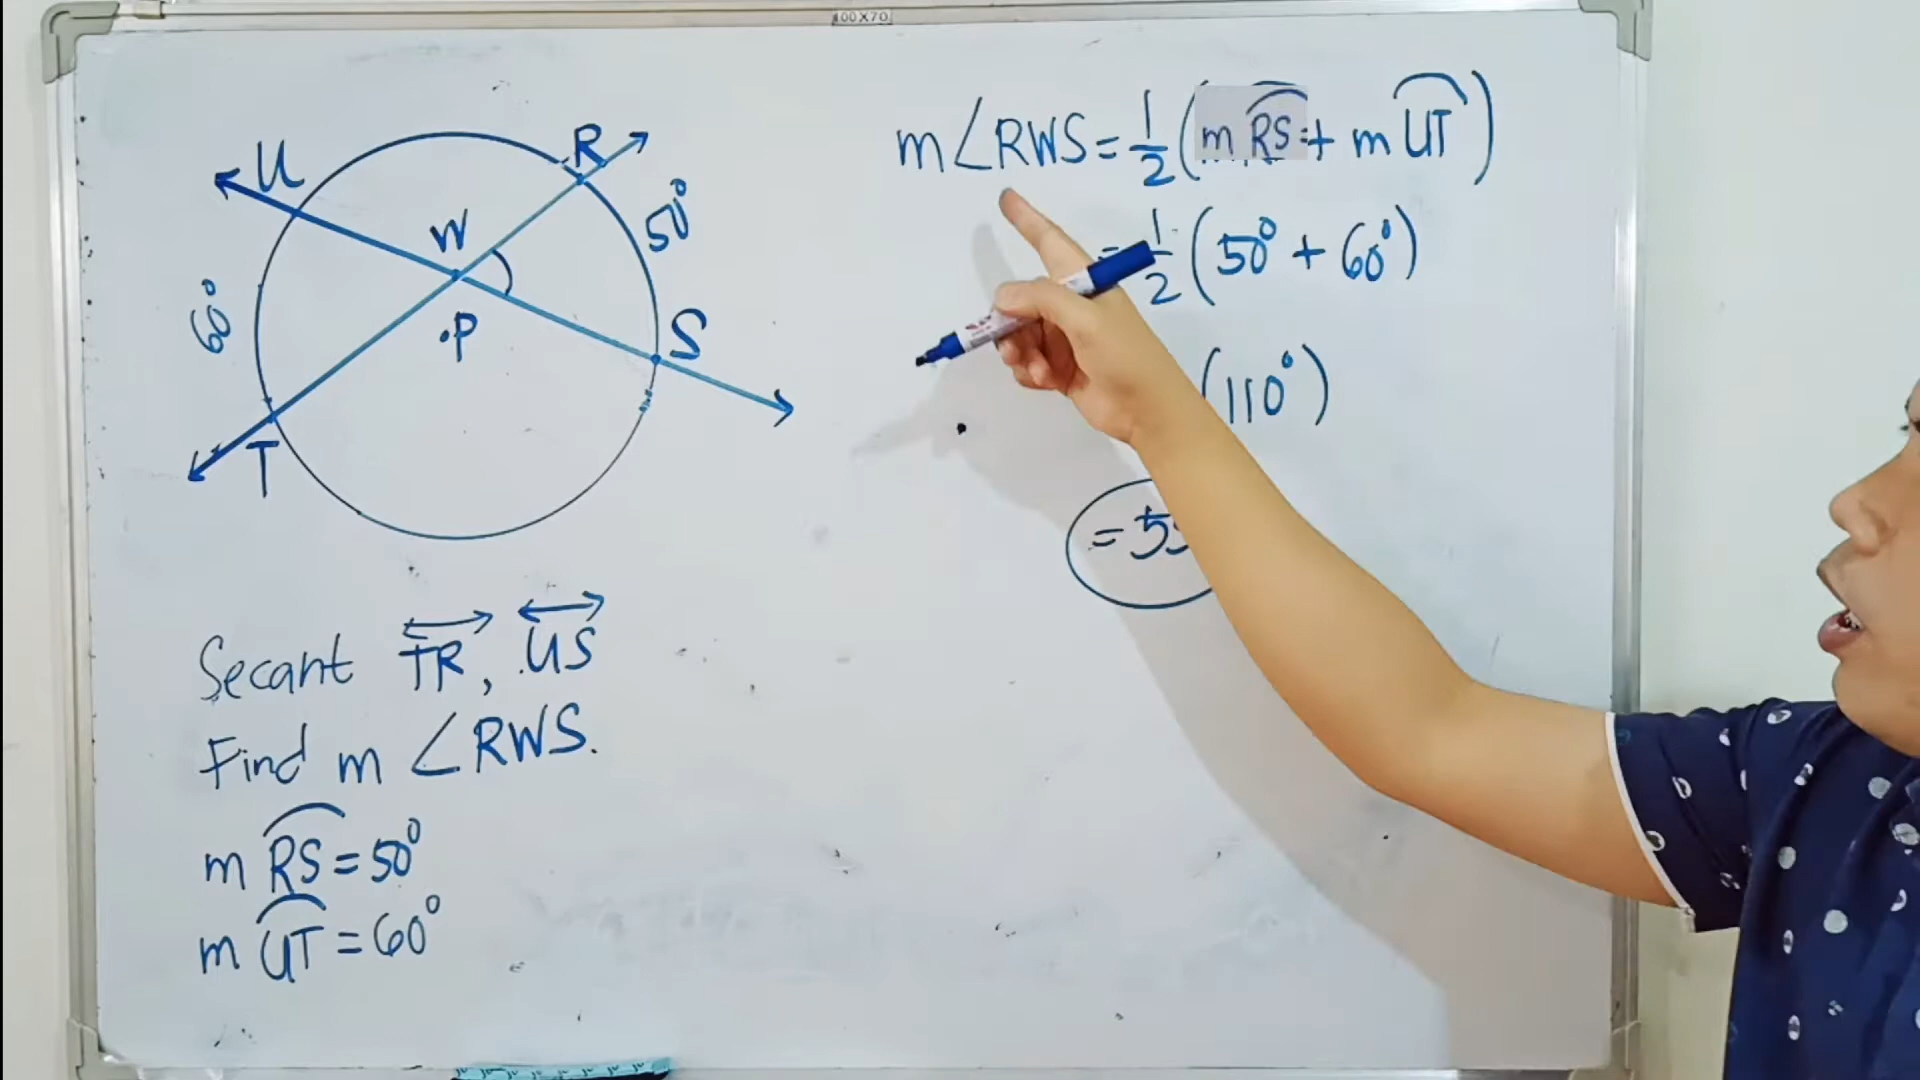 100X70
U
R
W
50°
60°
.P
S
T
Secant TR, US
Find m ∠RWS.
m RS = 50°
m UT = 60°
m∠RWS = 1/2 (m RS + m UT)
= 1/2 (50° + 60°)
(110°)